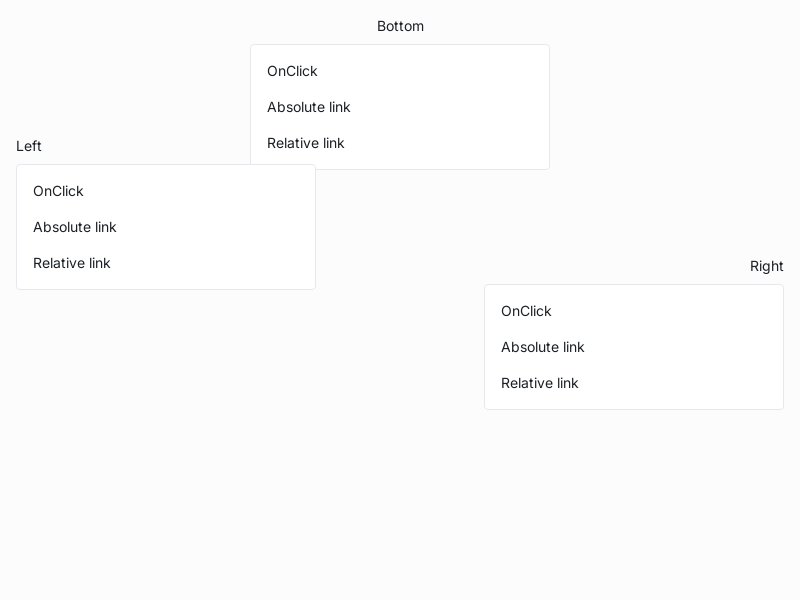 Bottom
OnClick
Absolute link
Relative link
Left
OnClick
Absolute link
Relative link
Right
OnClick
Absolute link
Relative link